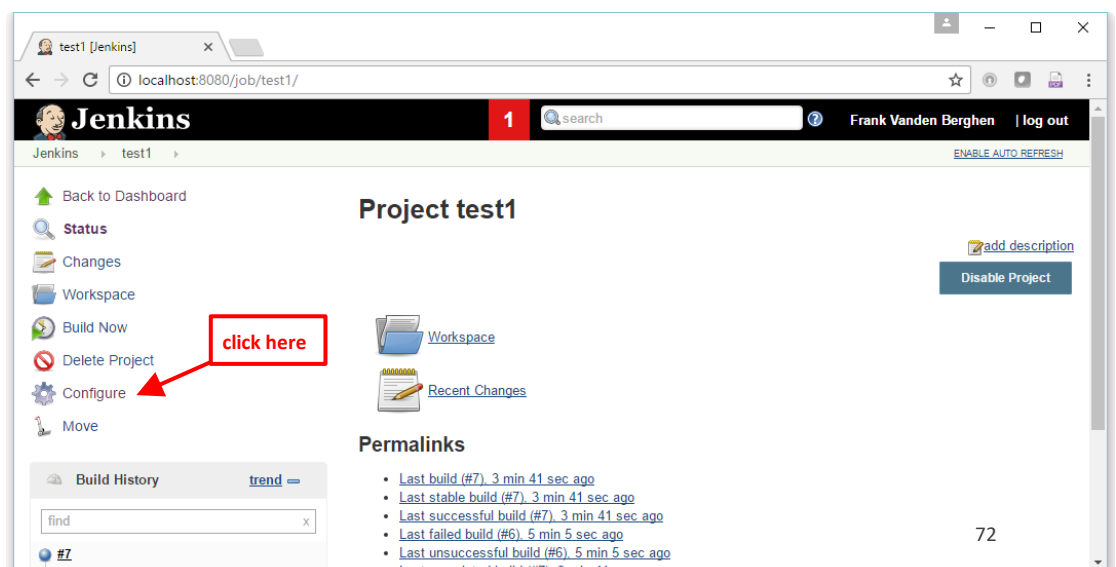 test1 [Jenkins]
localhost:8080/job/test1/
Jenkins
1
search
Frank Vanden Berghen | log out
Jenkins test1
ENABLE AUTO REFRESH
Back to Dashboard
Status
Changes
Workspace
Build Now
Delete Project
Configure
Move
click here
Project test1
add description
Disable Project
Workspace
Recent Changes
Permalinks
Last build (#7), 3 min 41 sec ago
Last stable build (#7), 3 min 41 sec ago
Last successful build (#7), 3 min 41 sec ago
Last failed build (#6), 5 min 5 sec ago
Last unsuccessful build (#6), 5 min 5 sec ago
Build History trend
find x
#7
72